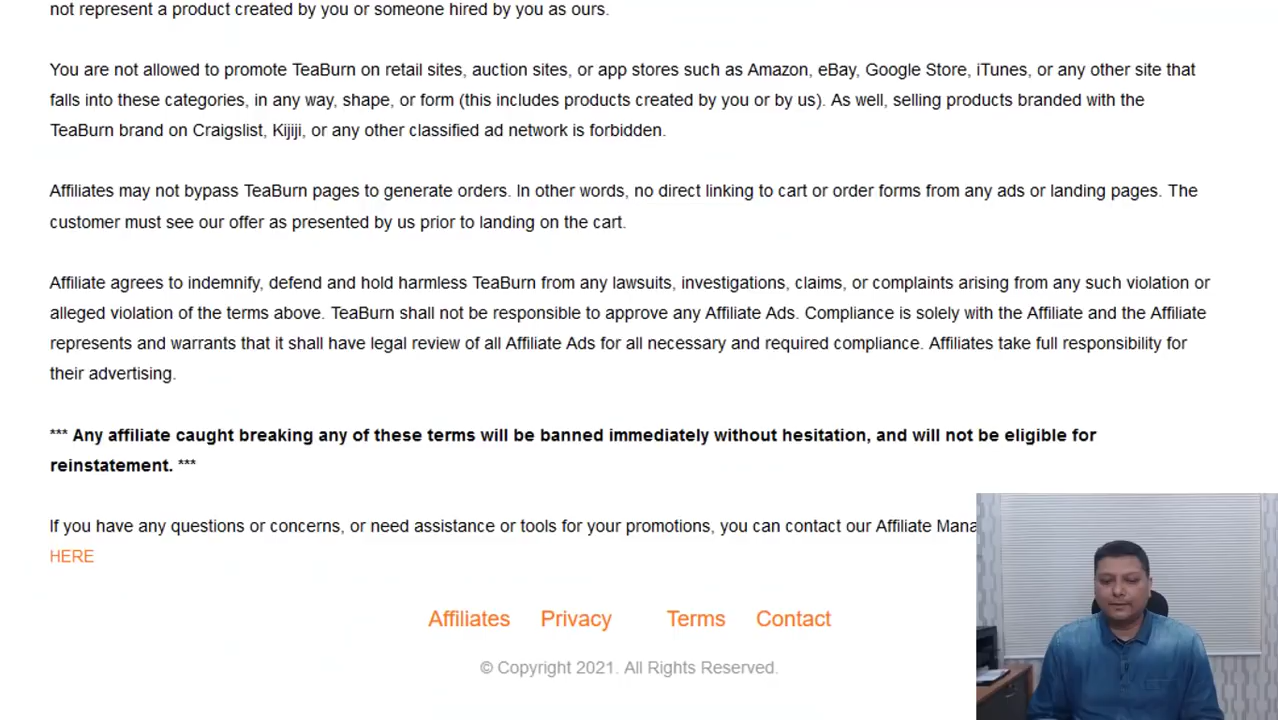 not represent a product created by you or someone hired by you as ours.
You are not allowed to promote TeaBurn on retail sites, auction sites, or app stores such as Amazon, eBay, Google Store, iTunes, or any other site that
falls into these categories, in any way, shape, or form (this includes products created by you or by us). As well, selling products branded with the
TeaBurn brand on Craigslist, Kijiji, or any other classified ad network is forbidden.
Affiliates may not bypass TeaBurn pages to generate orders. In other words, no direct linking to cart or order forms from any ads or landing pages. The
customer must see our offer as presented by us prior to landing on the cart.
Affiliate agrees to indemnify, defend and hold harmless TeaBurn from any lawsuits, investigations, claims, or complaints arising from any such violation or
alleged violation of the terms above. TeaBurn shall not be responsible to approve any Affiliate Ads. Compliance is solely with the Affiliate and the Affiliate
represents and warrants that it shall have legal review of all Affiliate Ads for all necessary and required compliance. Affiliates take full responsibility for
their advertising.
*** Any affiliate caught breaking any of these terms will be banned immediately without hesitation, and will not be eligible for
reinstatement. ***
If you have any questions or concerns, or need assistance or tools for your promotions, you can contact our Affiliate Mana
HERE
Affiliates Privacy Terms Contact
© Copyright 2021. All Rights Reserved.